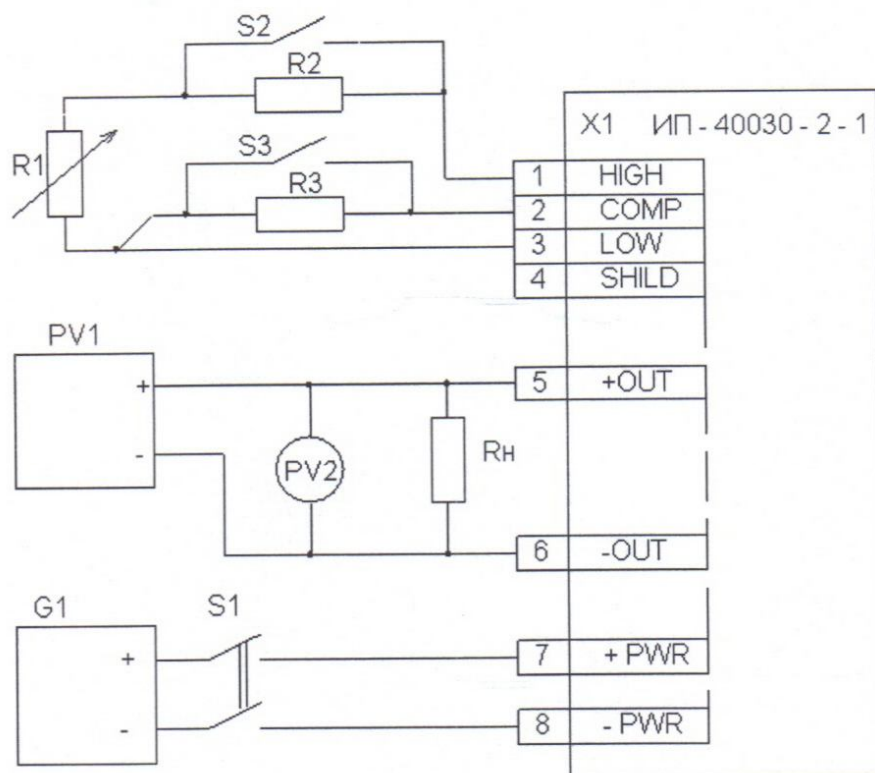 S2
R2
X1 ИП - 40030 - 2 - 1
R1
S3
R3
1 HIGH
2 COMP
3 LOW
4 SHILD
PV1
+
-
5 +OUT
PV2
Rн
6 -OUT
G1
S1
+
-
7 + PWR
8 - PWR